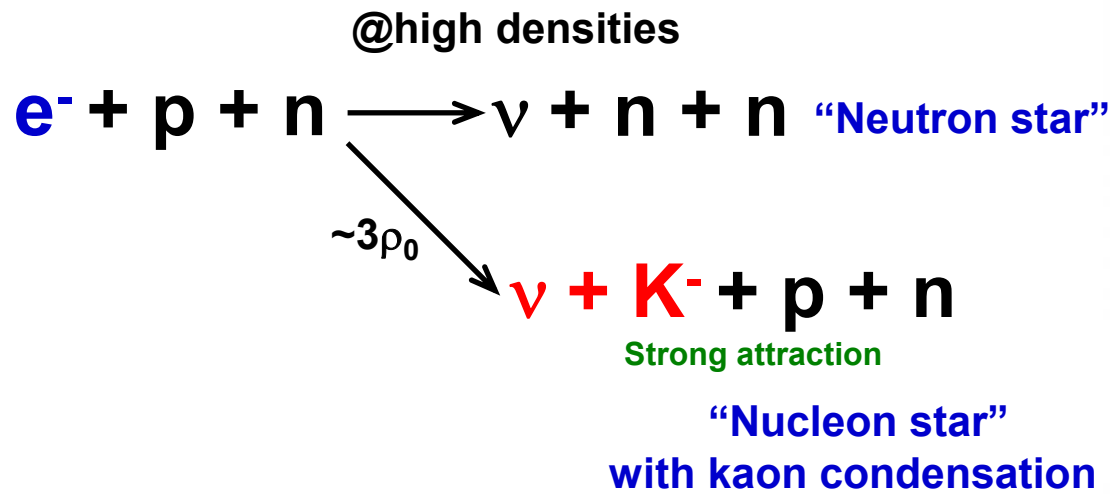 @high densities
e⁻ + p + n → ν + n + n “Neutron star”
~3ρ₀
ν + K⁻ + p + n
Strong attraction
“Nucleon star”
with kaon condensation